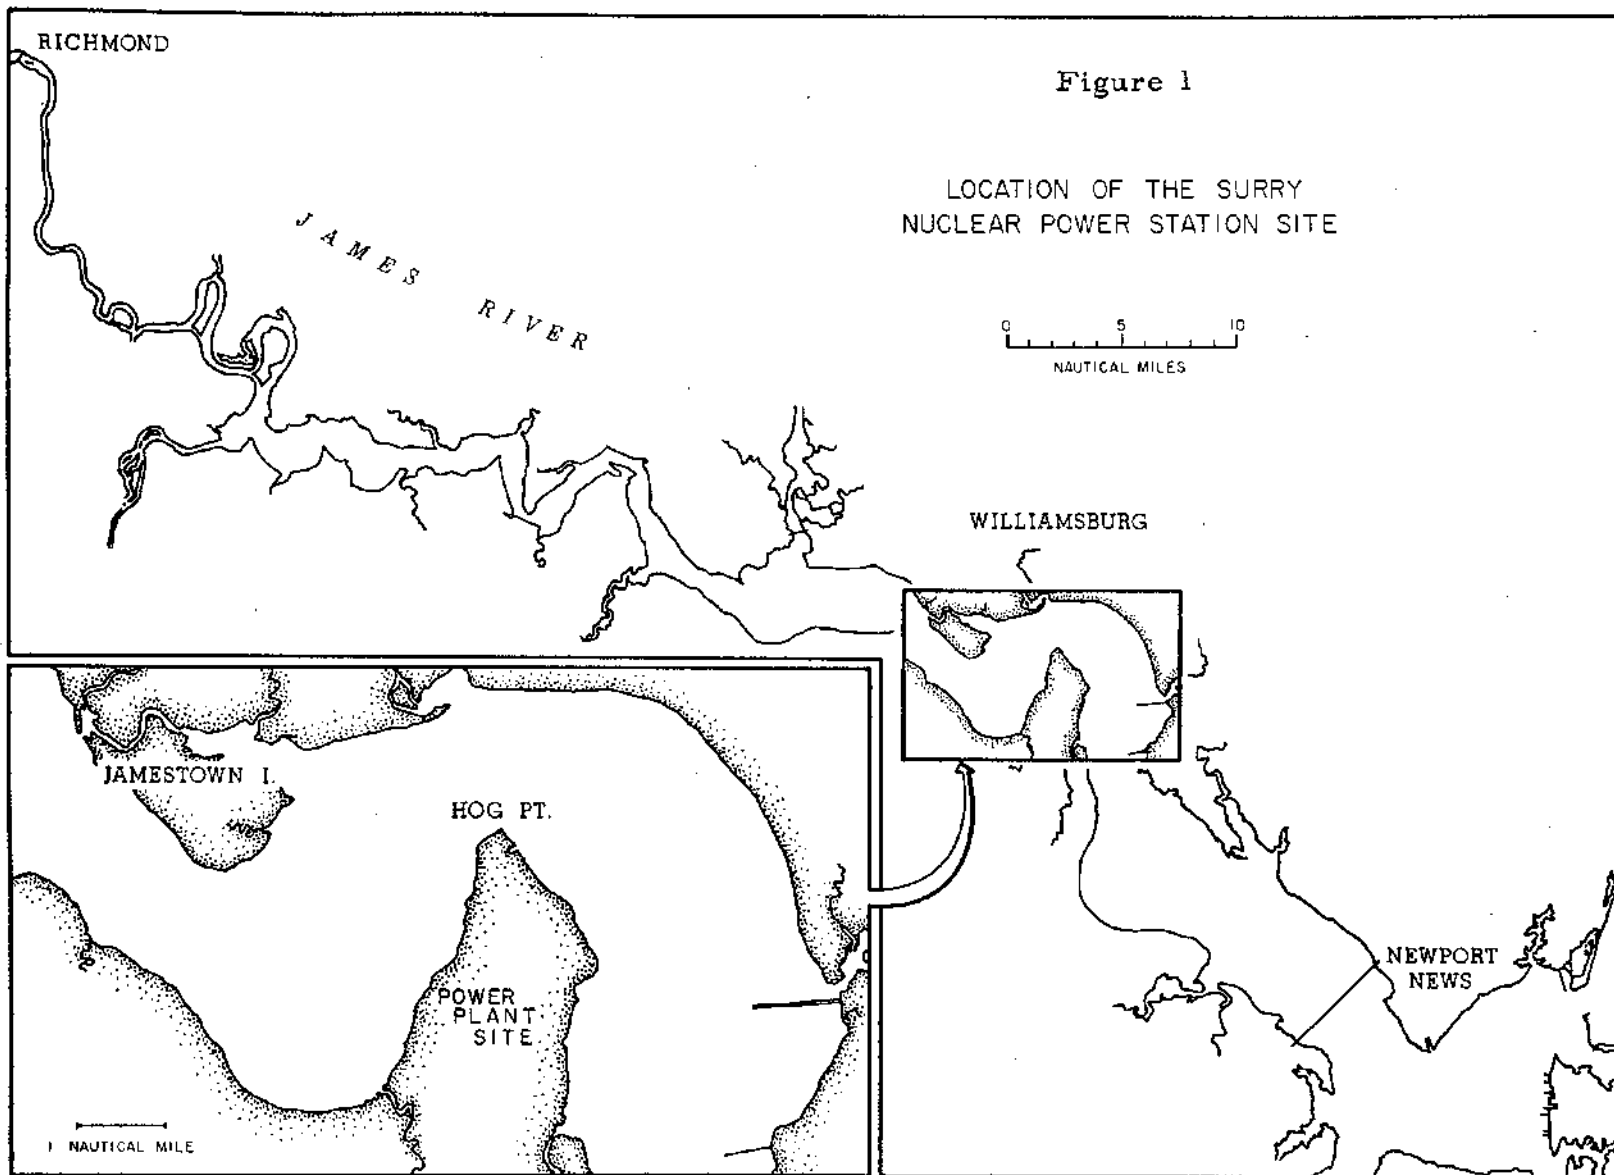 RICHMOND
Figure 1
LOCATION OF THE SURRY
NUCLEAR POWER STATION SITE
JAMES RIVER
0 5 10
NAUTICAL MILES
WILLIAMSBURG
JAMESTOWN I.
HOG PT.
POWER
PLANT
SITE
1 NAUTICAL MILE
NEWPORT
NEWS